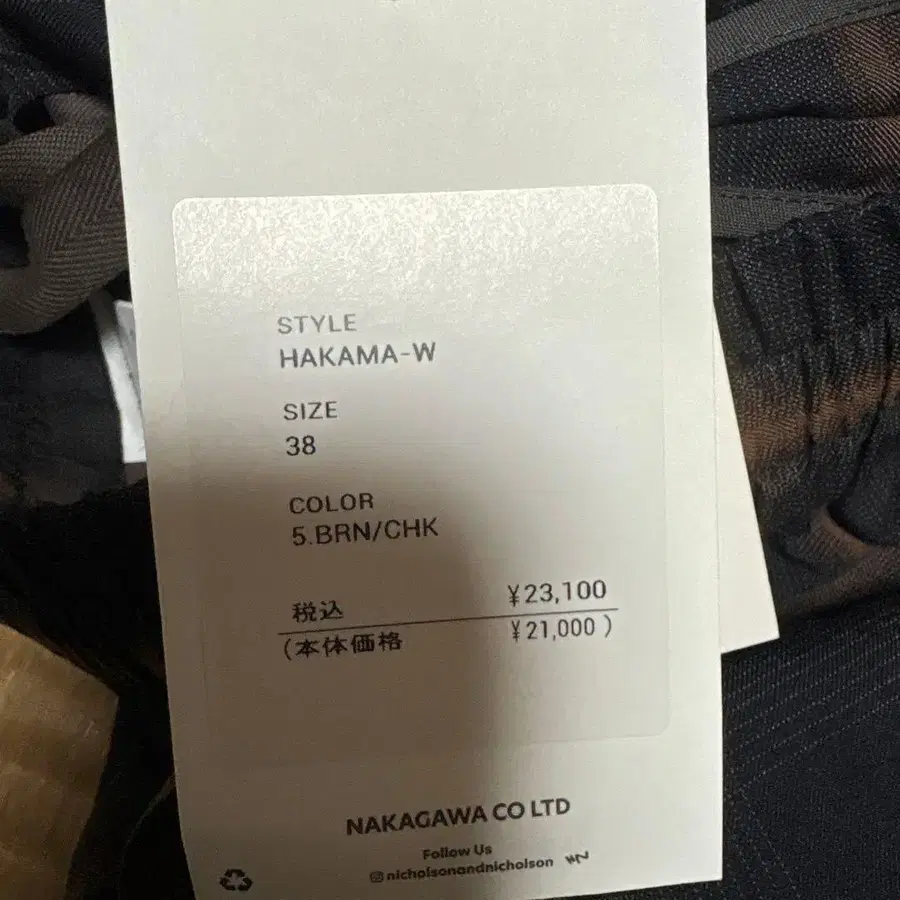 STYLE
HAKAMA-W
SIZE
38
COLOR
5.BRN/CHK
税込 ¥23,100
(本体価格 ¥21,000 )
NAKAGAWA CO LTD
Follow Us
nicholsonandnicholson